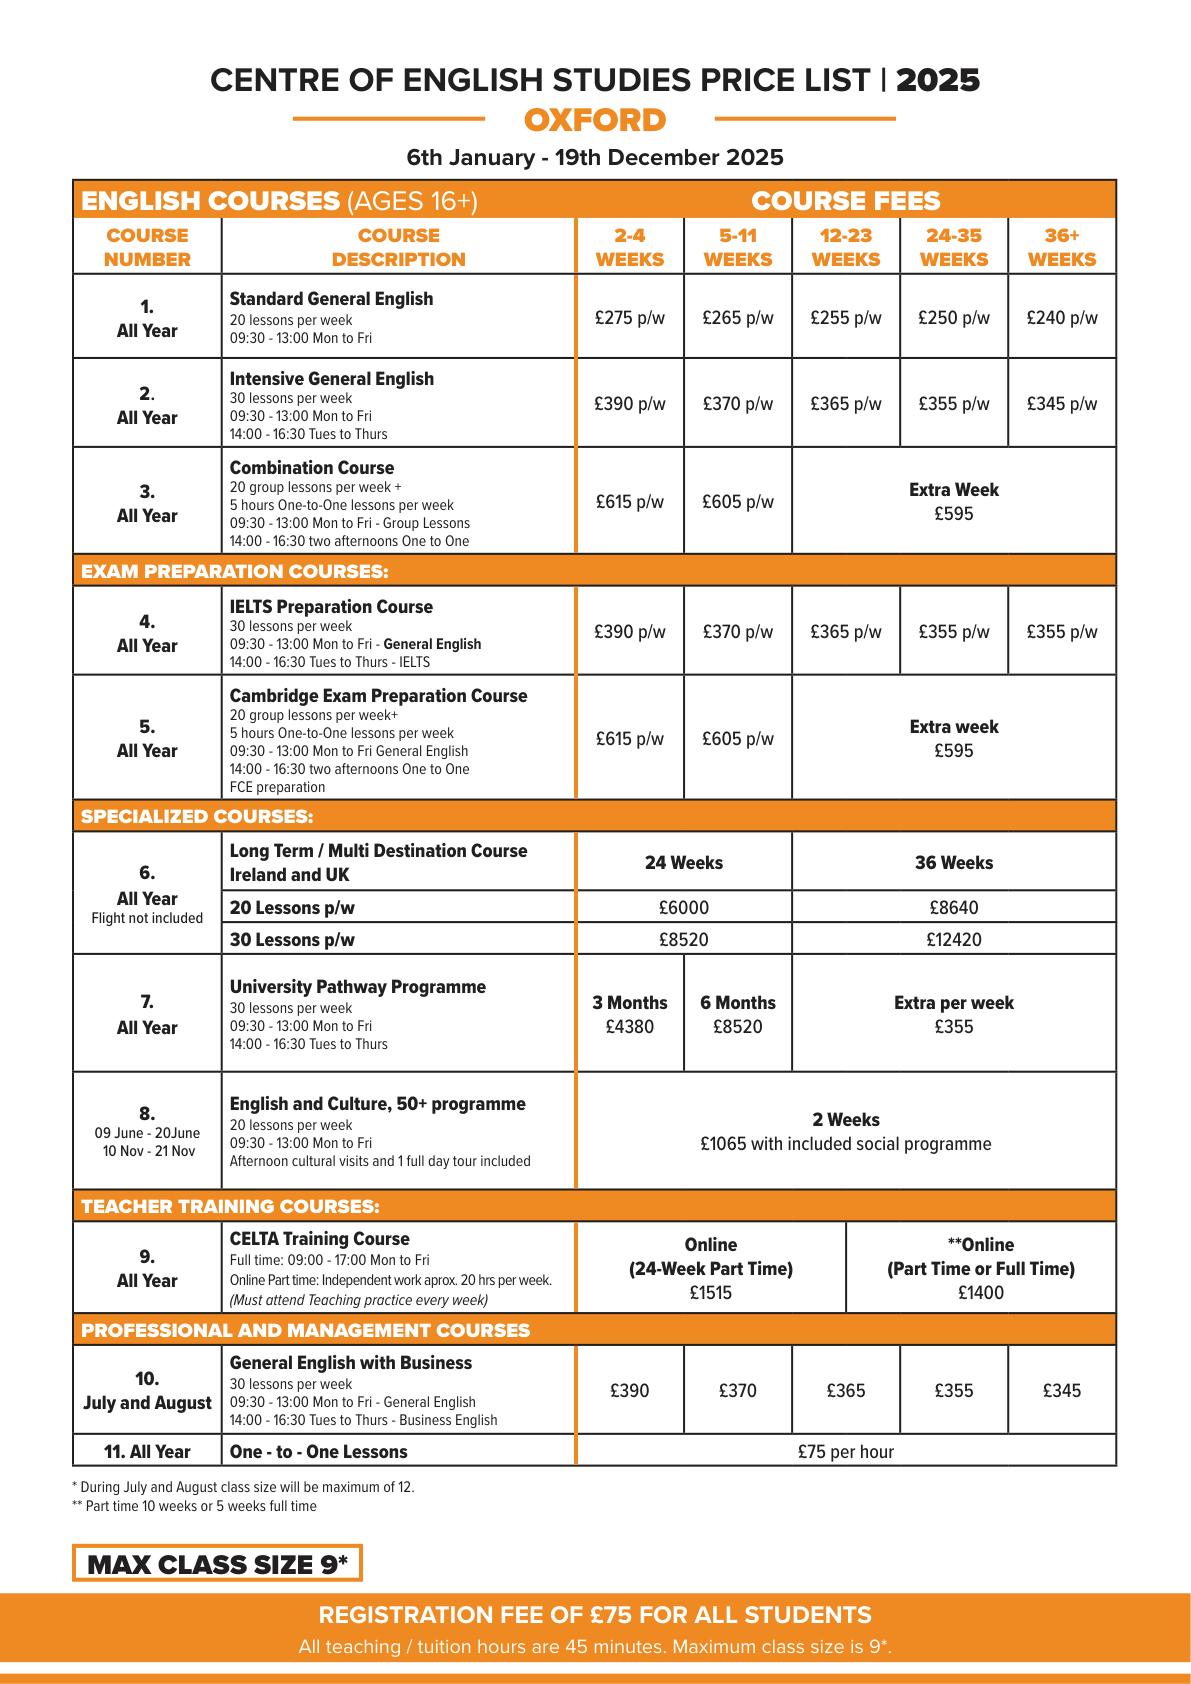 CENTRE OF ENGLISH STUDIES PRICE LIST | 2025
OXFORD
6th January - 19th December 2025
ENGLISH COURSES (AGES 16+) COURSE FEES
COURSE NUMBER
COURSE DESCRIPTION
2-4 WEEKS
5-11 WEEKS
12-23 WEEKS
24-35 WEEKS
36+ WEEKS
1.
All Year
Standard General English
20 lessons per week
09:30 - 13:00 Mon to Fri
£275 p/w
£265 p/w
£255 p/w
£250 p/w
£240 p/w
2.
All Year
Intensive General English
30 lessons per week
09:30 - 13:00 Mon to Fri
14:00 - 16:30 Tues to Thurs
£390 p/w
£370 p/w
£365 p/w
£355 p/w
£345 p/w
3.
All Year
Combination Course
20 group lessons per week +
5 hours One-to-One lessons per week
09:30 - 13:00 Mon to Fri - Group Lessons
14:00 - 16:30 two afternoons One to One
£615 p/w
£605 p/w
Extra Week
£595
EXAM PREPARATION COURSES:
4.
All Year
IELTS Preparation Course
30 lessons per week
09:30 - 13:00 Mon to Fri - General English
14:00 - 16:30 Tues to Thurs - IELTS
£390 p/w
£370 p/w
£365 p/w
£355 p/w
£355 p/w
5.
All Year
Cambridge Exam Preparation Course
20 group lessons per week+
5 hours One-to-One lessons per week
09:30 - 13:00 Mon to Fri General English
14:00 - 16:30 two afternoons One to One
FCE preparation
£615 p/w
£605 p/w
Extra week
£595
SPECIALIZED COURSES:
6.
All Year
Flight not included
Long Term / Multi Destination Course
Ireland and UK
24 Weeks
36 Weeks
20 Lessons p/w
£6000
£8640
30 Lessons p/w
£8520
£12420
7.
All Year
University Pathway Programme
30 lessons per week
09:30 - 13:00 Mon to Fri
14:00 - 16:30 Tues to Thurs
3 Months
£4380
6 Months
£8520
Extra per week
£355
8.
09 June - 20June
10 Nov - 21 Nov
English and Culture, 50+ programme
20 lessons per week
09:30 - 13:00 Mon to Fri
Afternoon cultural visits and 1 full day tour included
2 Weeks
£1065 with included social programme
TEACHER TRAINING COURSES:
9.
All Year
CELTA Training Course
Full time: 09:00 - 17:00 Mon to Fri
Online Part time: Independent work aprox. 20 hrs per week.
(Must attend Teaching practice every week)
Online
(24-Week Part Time)
£1515
**Online
(Part Time or Full Time)
£1400
PROFESSIONAL AND MANAGEMENT COURSES
10.
July and August
General English with Business
30 lessons per week
09:30 - 13:00 Mon to Fri - General English
14:00 - 16:30 Tues to Thurs - Business English
£390
£370
£365
£355
£345
11. All Year
One - to - One Lessons
£75 per hour
* During July and August class size will be maximum of 12.
** Part time 10 weeks or 5 weeks full time
MAX CLASS SIZE 9*
REGISTRATION FEE OF £75 FOR ALL STUDENTS
All teaching / tuition hours are 45 minutes. Maximum class size is 9*.